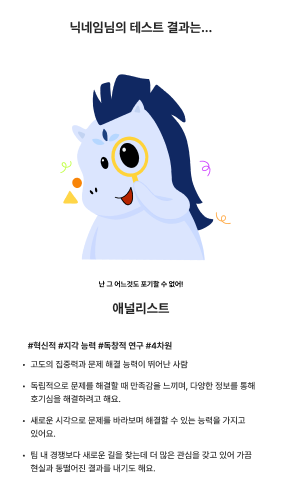 닉네임님의 테스트 결과는...
난 그 어느것도 포기할 수 없어!
애널리스트
#혁신적 #지각 능력 #독창적 연구 #4차원
• 고도의 집중력과 문제 해결 능력이 뛰어난 사람
• 독립적으로 문제를 해결할 때 만족감을 느끼며, 다양한 정보를 통해
호기심을 해결하려고 해요.
• 새로운 시각으로 문제를 바라보며 해결할 수 있는 능력을 가지고
있어요.
• 팀 내 경쟁보다 새로운 길을 찾는데 더 많은 관심을 갖고 있어 가끔
현실과 동떨어진 결과를 내기도 해요.